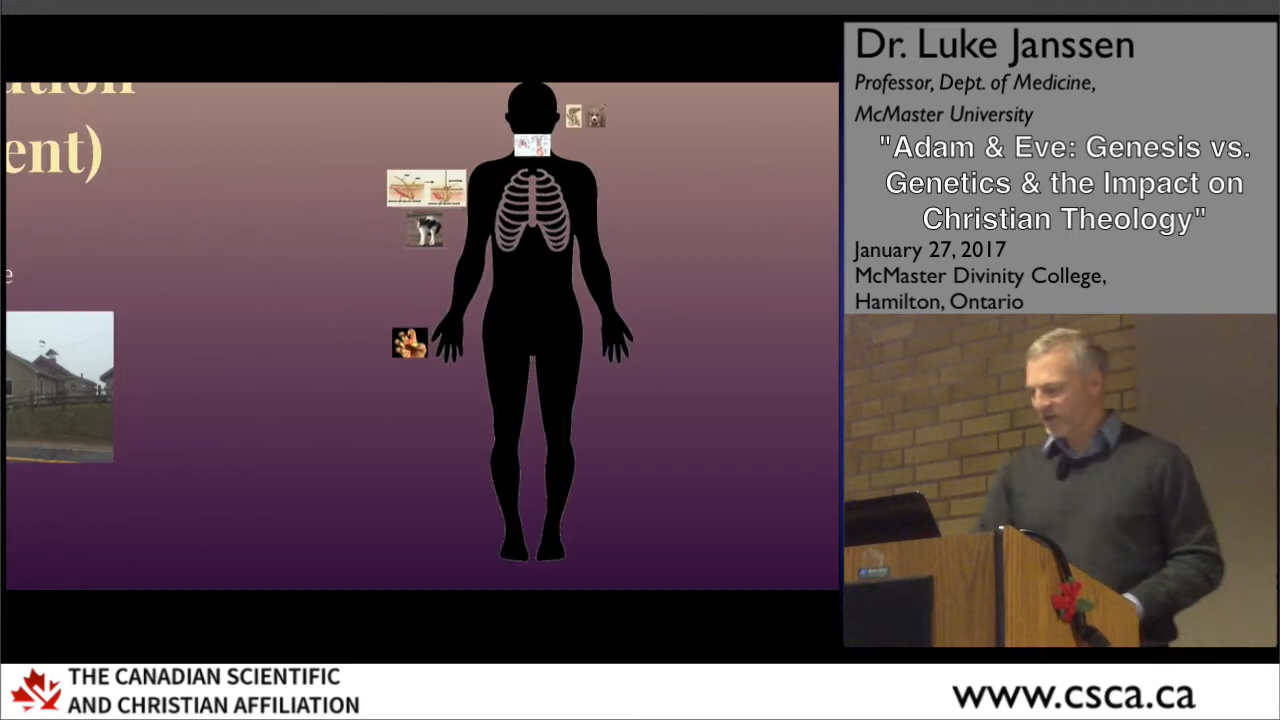 ent)
e
Dr. Luke Janssen
Professor, Dept. of Medicine,
McMaster University
"Adam & Eve: Genesis vs.
Genetics & the Impact on
Christian Theology"
January 27, 2017
McMaster Divinity College,
Hamilton, Ontario
THE CANADIAN SCIENTIFIC
AND CHRISTIAN AFFILIATION
www.csca.ca